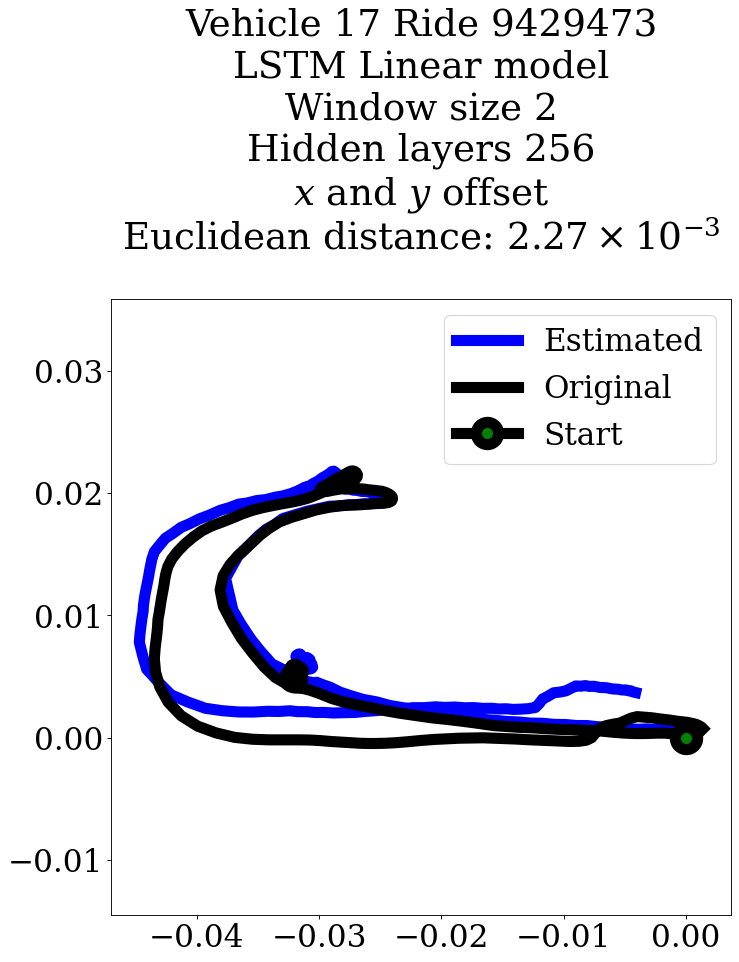 Vehicle 17 Ride 9429473
LSTM Linear model
Window size 2
Hidden layers 256
x and y offset
Euclidean distance: 2.27 × 10⁻³
Estimated
Original
Start
0.03
0.02
0.01
0.00
−0.01
−0.04 −0.03 −0.02 −0.01 0.00